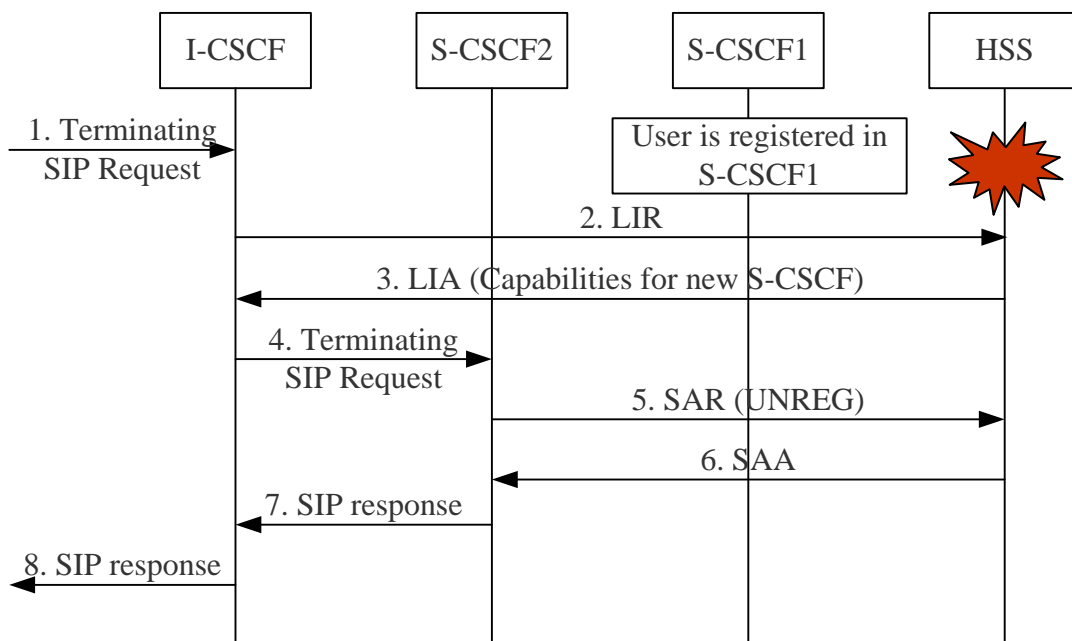 I-CSCF
S-CSCF2
S-CSCF1
HSS
1. Terminating
SIP Request
User is registered in
S-CSCF1
2. LIR
3. LIA (Capabilities for new S-CSCF)
4. Terminating
SIP Request
5. SAR (UNREG)
6. SAA
7. SIP response
8. SIP response